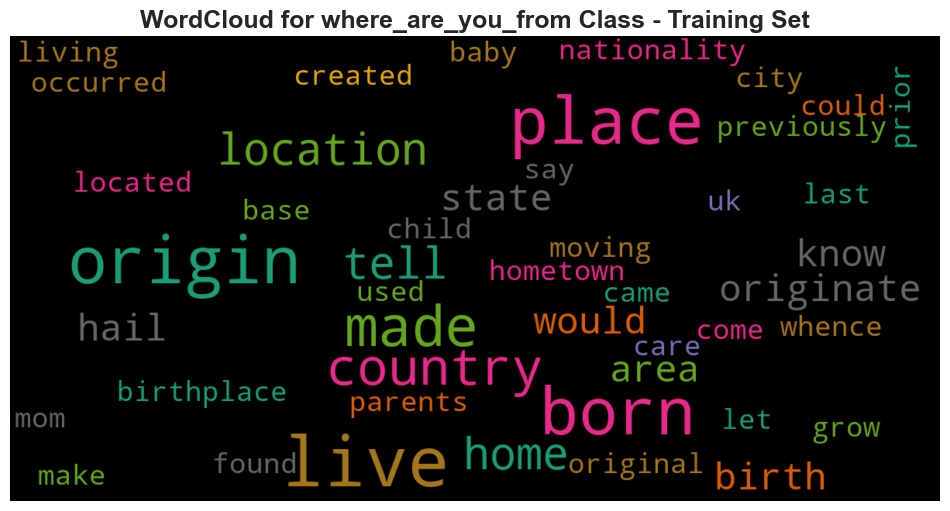 WordCloud for where_are_you_from Class - Training Set
living
baby
nationality
occurred
created
city
prior
could
place
previously
location
say
located
state
uk
last
base
child
origin
tell
moving
know
hometown
used
came
originate
hail
made
would
come
whence
care
country
area
birthplace
parents
born
mom
let
grow
live
home
found
original
birth
make